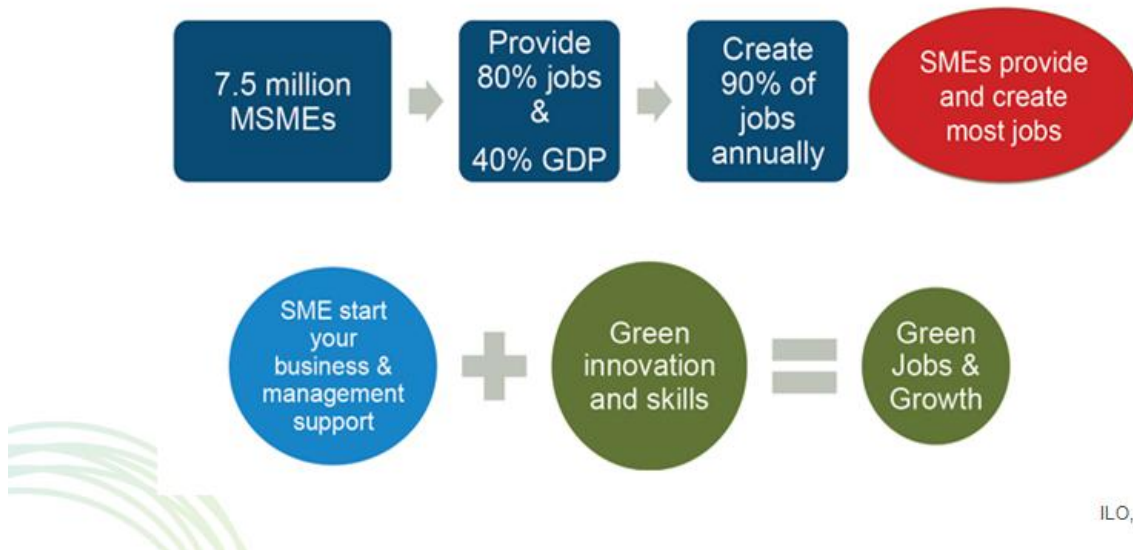 7.5 million
MSMEs
Provide
80% jobs
&
40% GDP
Create
90% of
jobs
annually
SMEs provide
and create
most jobs
SME start
your
business &
management
support
Green
innovation
and skills
Green
Jobs &
Growth
ILO,